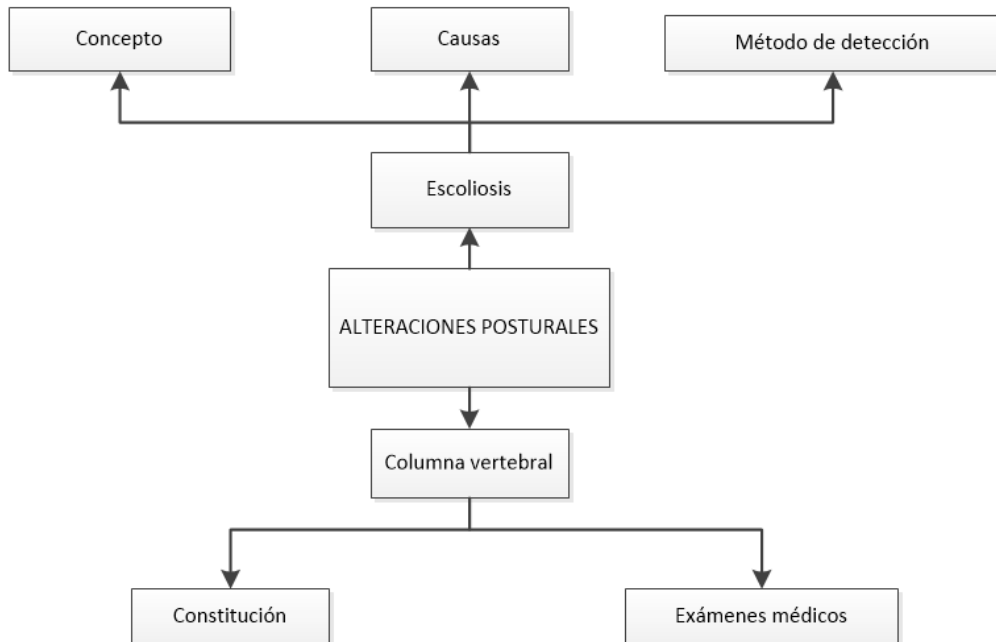 Concepto
Causas
Método de detección
Escoliosis
ALTERACIONES POSTURALES
Columna vertebral
Constitución
Exámenes médicos